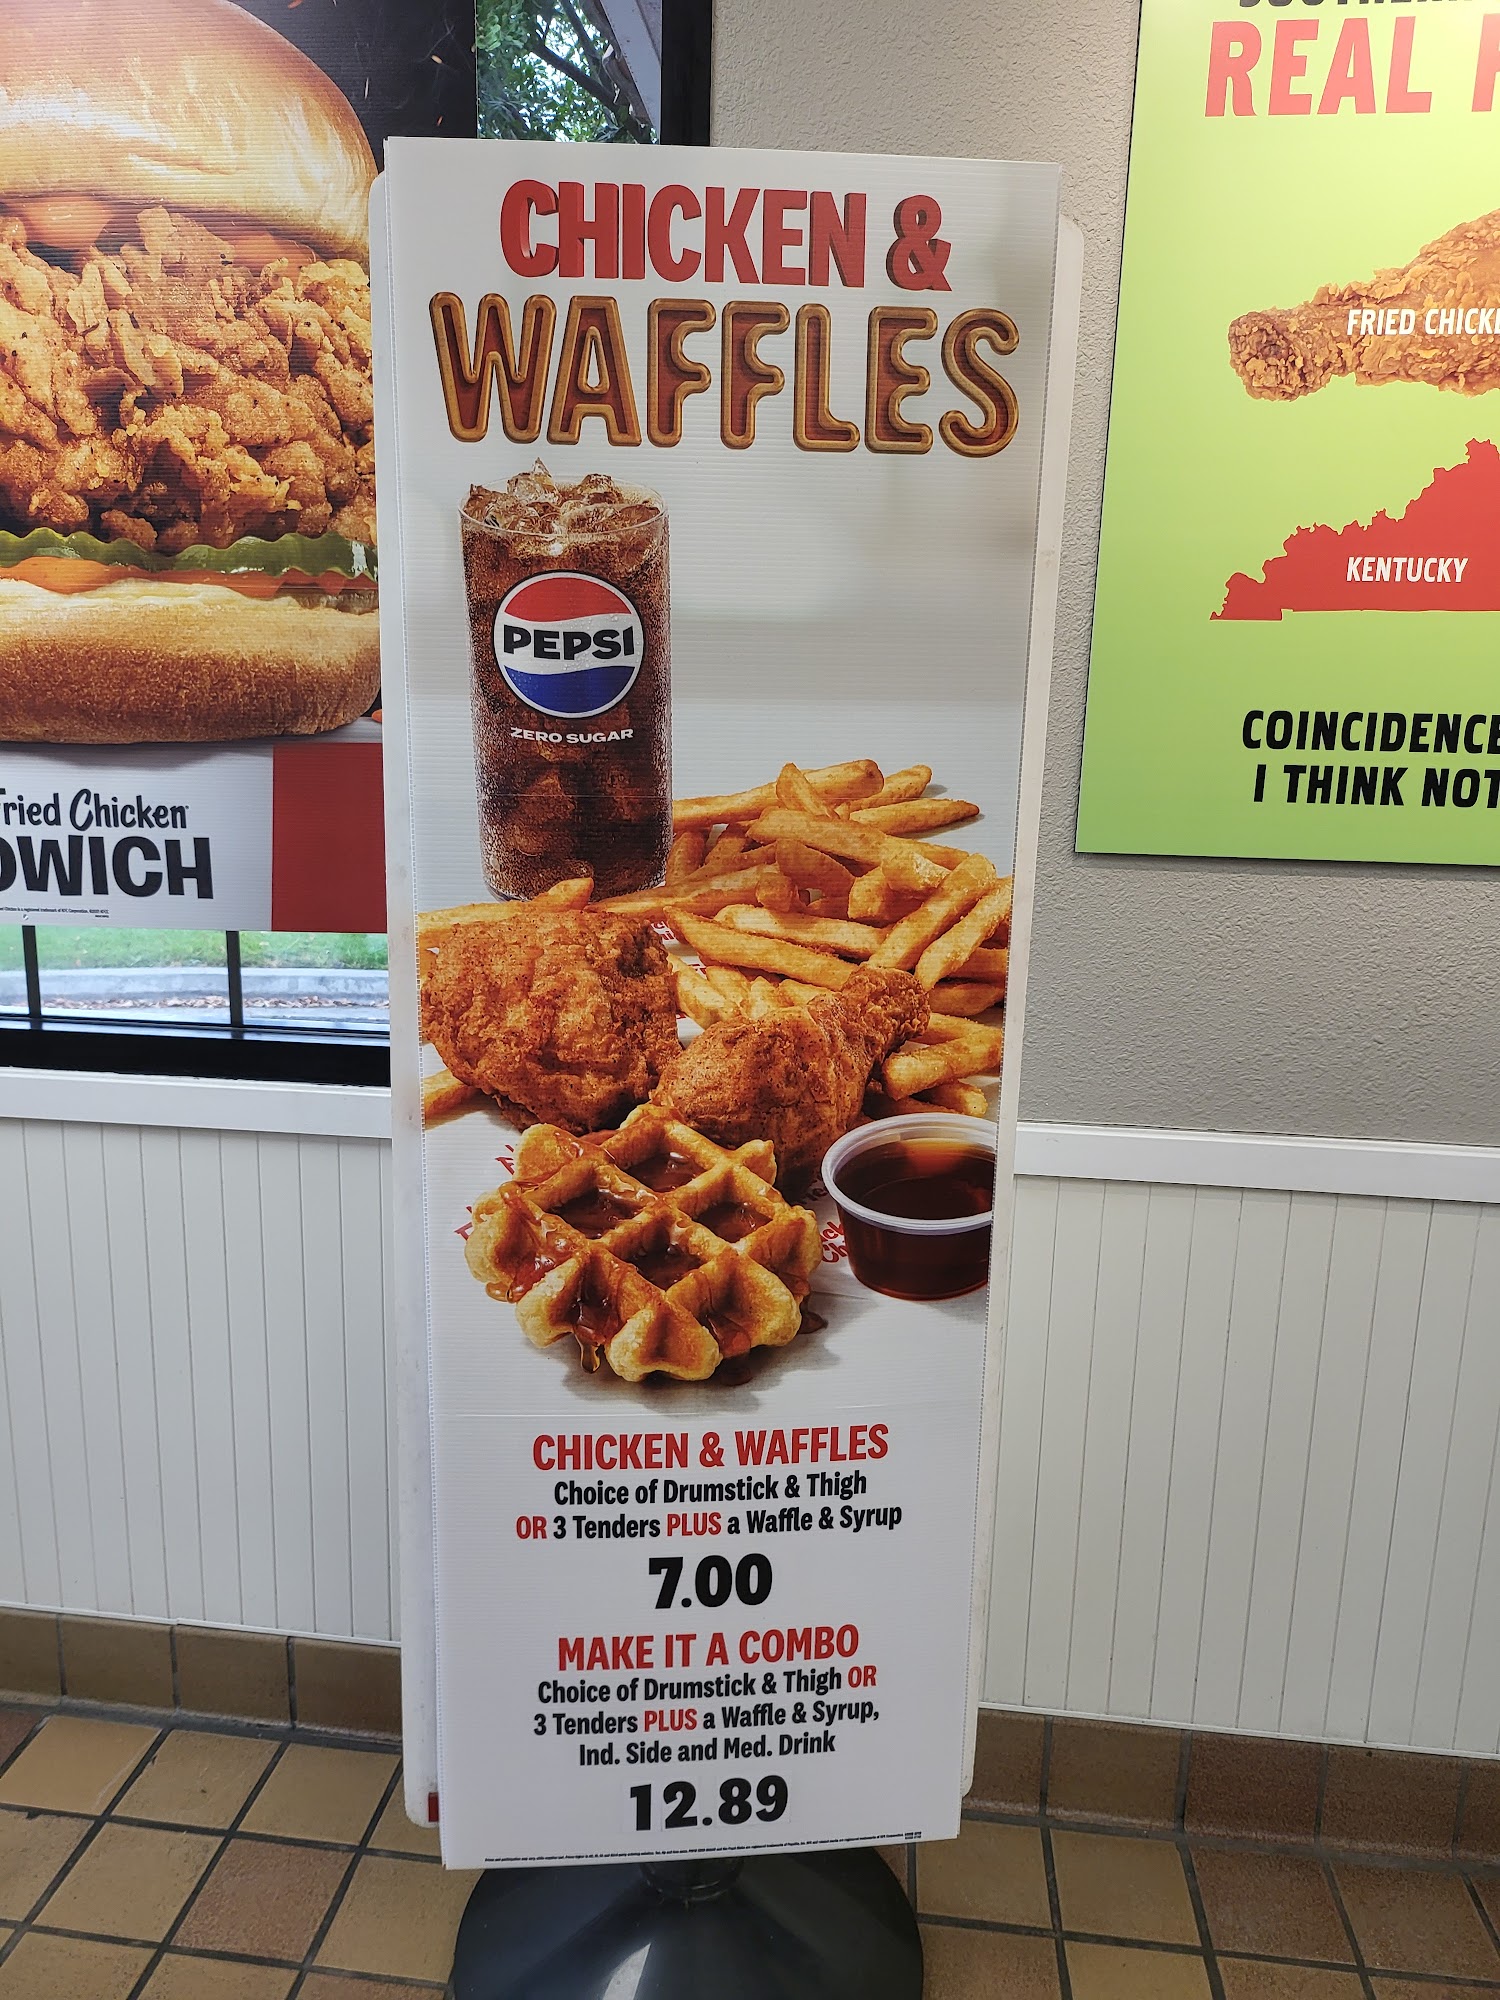 CHICKEN &
WAFFLES
PEPSI
ZERO SUGAR
CHICKEN & WAFFLES
Choice of Drumstick & Thigh
OR 3 Tenders PLUS a Waffle & Syrup
7.00
MAKE IT A COMBO
Choice of Drumstick & Thigh OR
3 Tenders PLUS a Waffle & Syrup,
Ind. Side and Med. Drink
12.89
ried Chicken
WICH
REAL
FRIED CHICK
KENTUCKY
COINCIDENCE
I THINK NOT